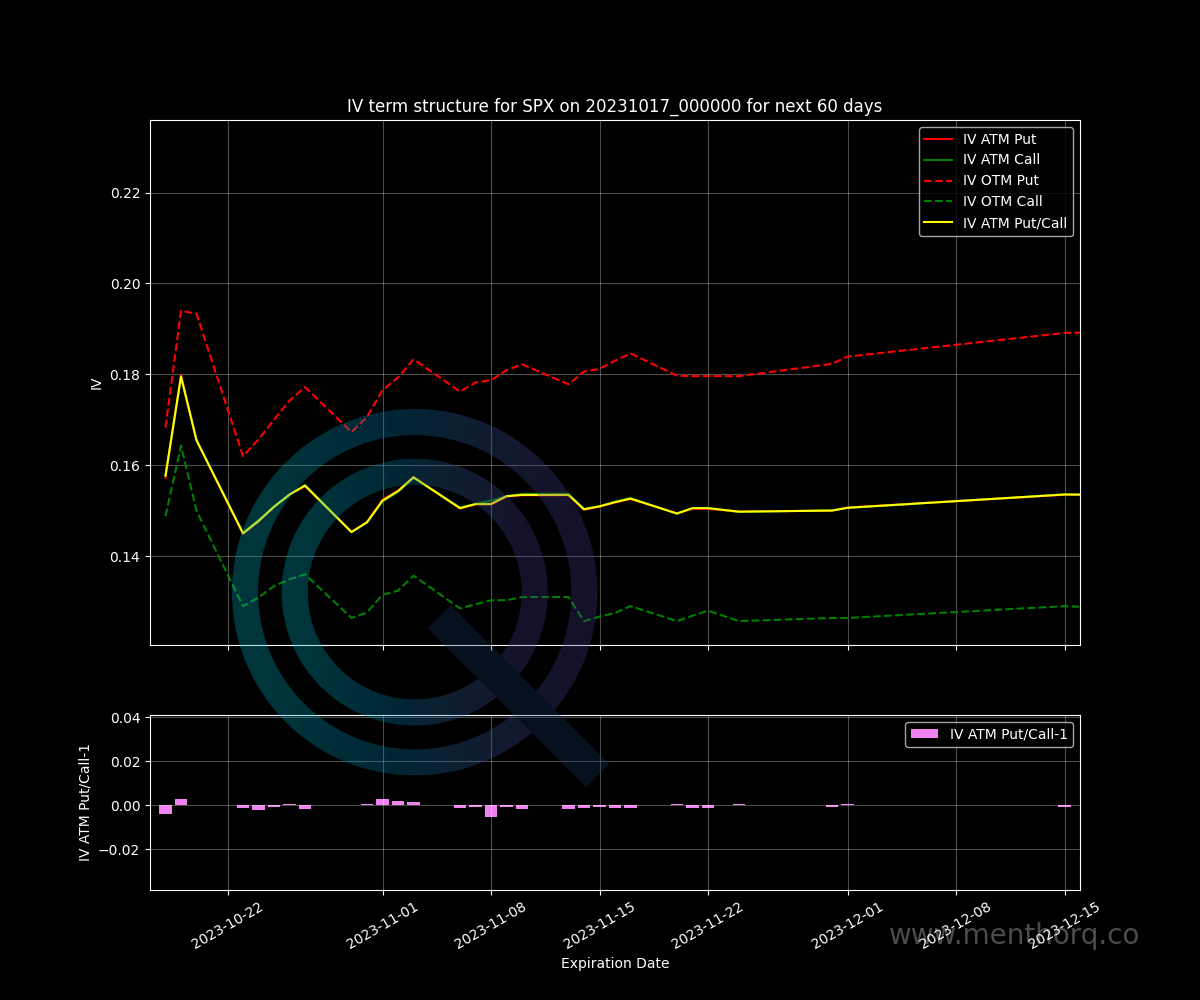 IV term structure for SPX on 20231017_000000 for next 60 days
IV ATM Put
IV ATM Call
IV OTM Put
IV OTM Call
IV ATM Put/Call
0.22
0.20
0.18
0.16
0.14
IV
IV ATM Put/Call-1
0.04
0.02
0.00
−0.02
IV ATM Put/Call-1
2023-10-22
2023-11-01
2023-11-08
2023-11-15
2023-11-22
2023-12-01
2023-12-08
2023-12-15
www.menthorq.co
Expiration Date